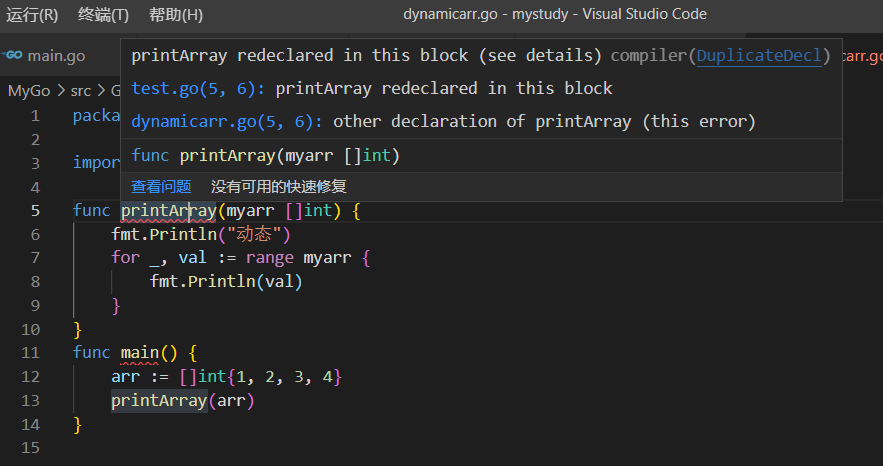 运行(R) 终端(T) 帮助(H) dynamicarr.go - mystudy - Visual Studio Code
GO main.go
printArray redeclared in this block (see details) compiler(DuplicateDecl)
carr.go
test.go(5, 6): printArray redeclared in this block
MyGo > src > G
dynamicarr.go(5, 6): other declaration of printArray (this error)
func printArray(myarr []int)
查看问题 没有可用的快速修复
1 packa
2
3 impor
4
5 func printArray(myarr []int) {
6 fmt.Println("动态")
7 for _, val := range myarr {
8 fmt.Println(val)
9 }
10 }
11 func main() {
12 arr := []int{1, 2, 3, 4}
13 printArray(arr)
14 }
15